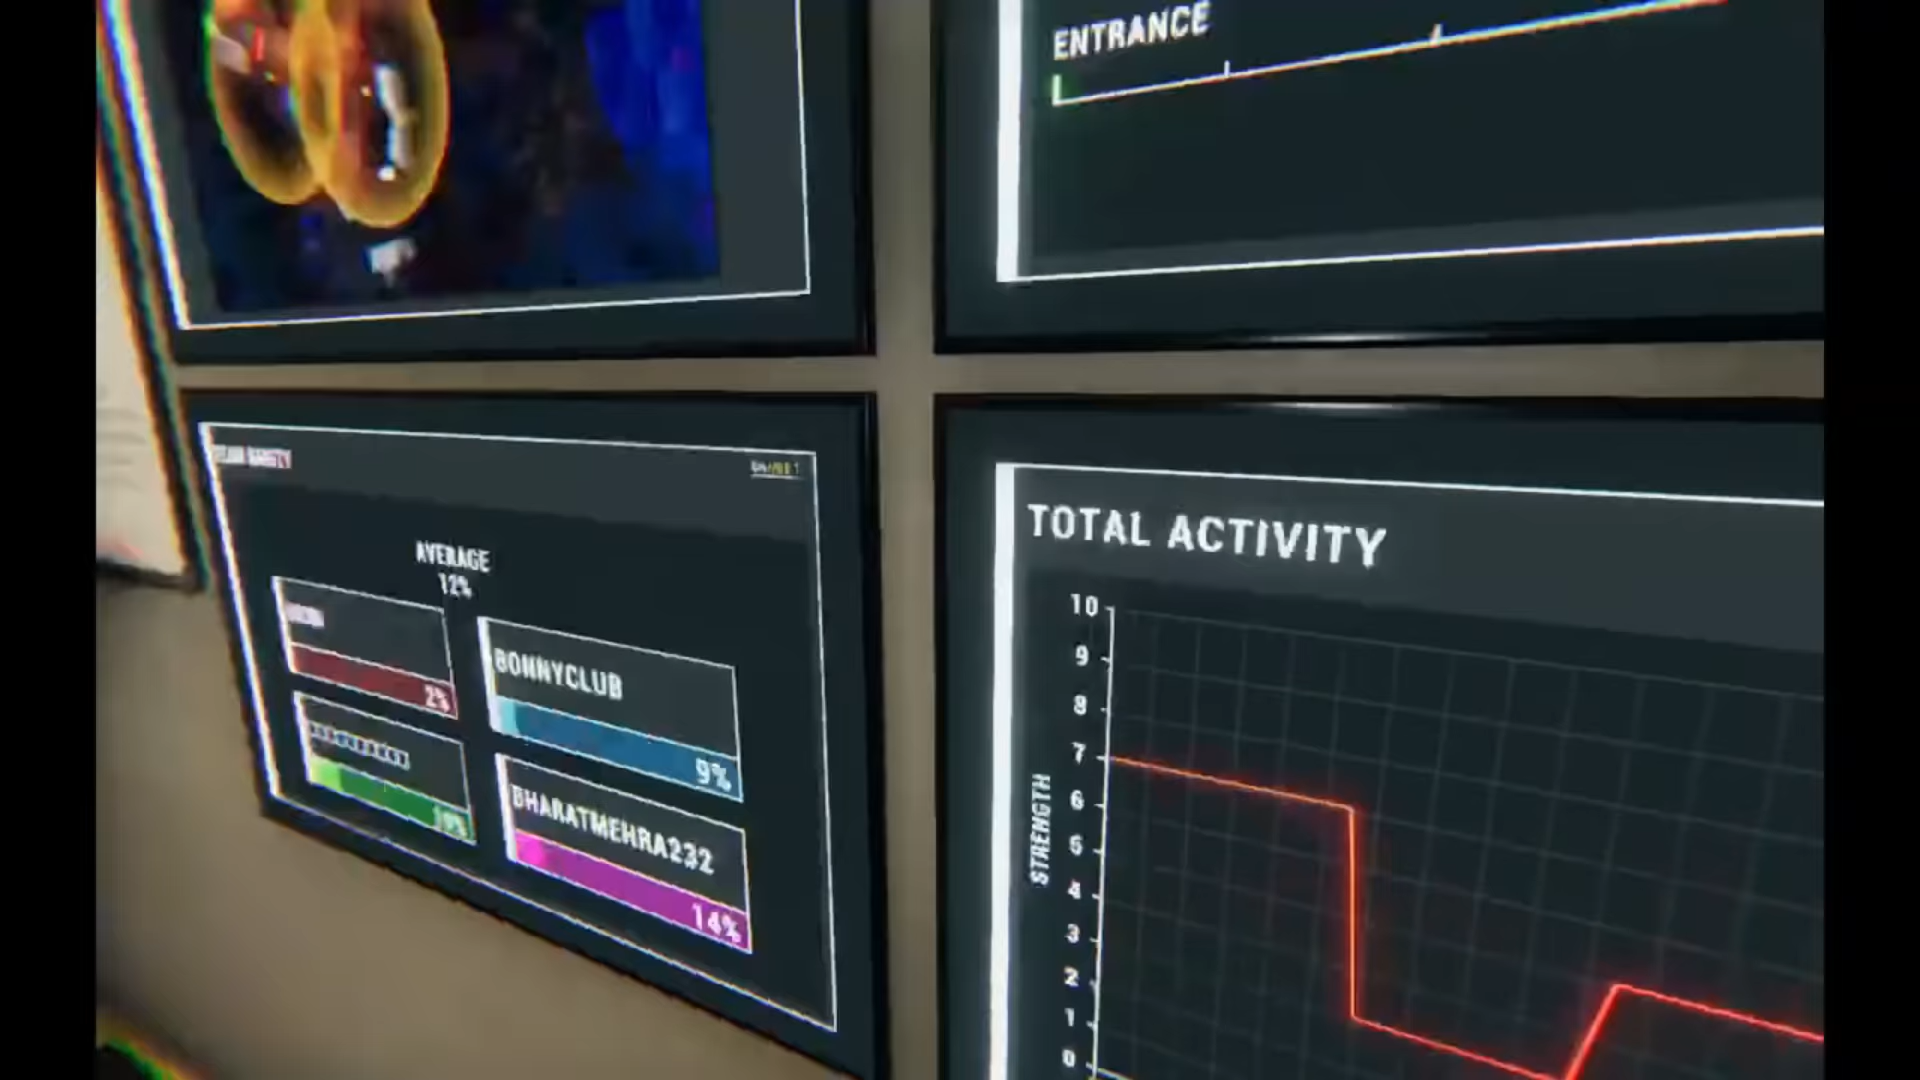 ENTRANCE
AVERAGE
12%
2%
BONNYCLUB
9%
BHARATMEHRA232
14%
TOTAL ACTIVITY
STRENGTH
10
9
8
7
6
5
4
3
2
1
0